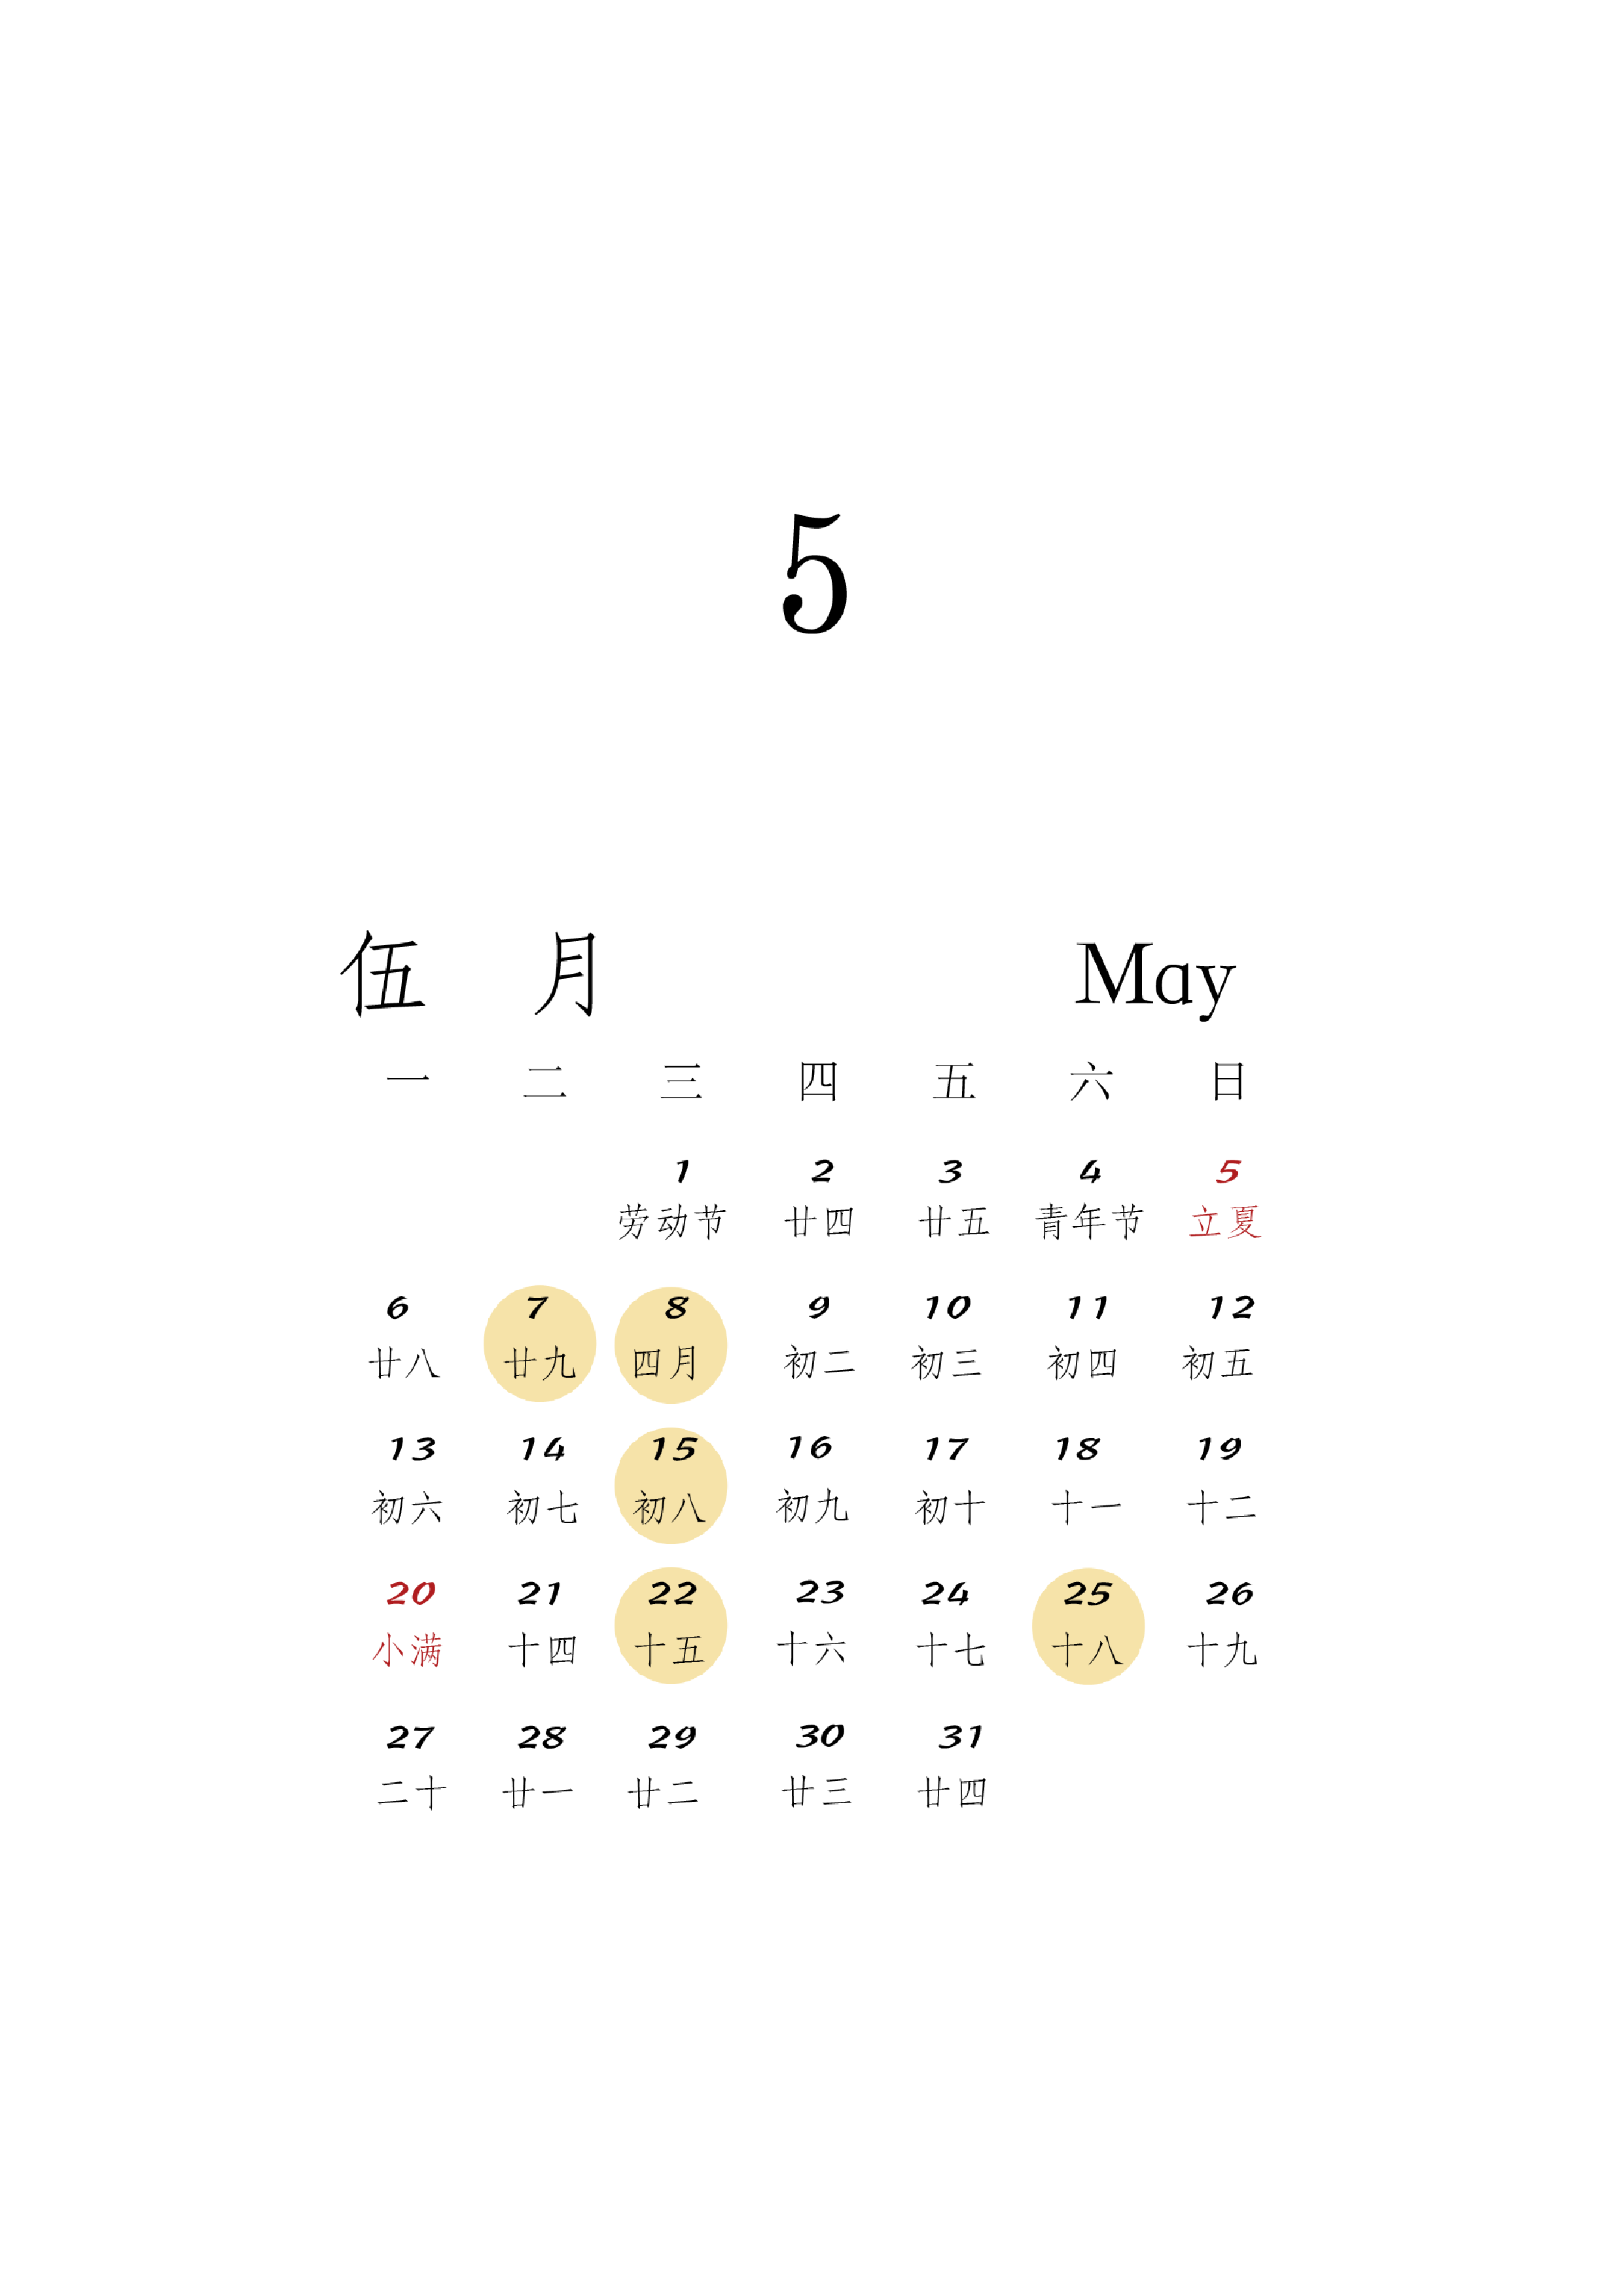 5
伍 月 May
一 二 三 四 五 六 日
1 2 3 4 5
劳动节 廿四 廿五 青年节 立夏
6 7 8 9 10 11 12
廿八 廿九 四月 初二 初三 初四 初五
13 14 15 16 17 18 19
初六 初七 初八 初九 初十 十一 十二
20 21 22 23 24 25 26
小满 十四 十五 十六 十七 十八 十九
27 28 29 30 31
二十 廿一 廿二 廿三 廿四